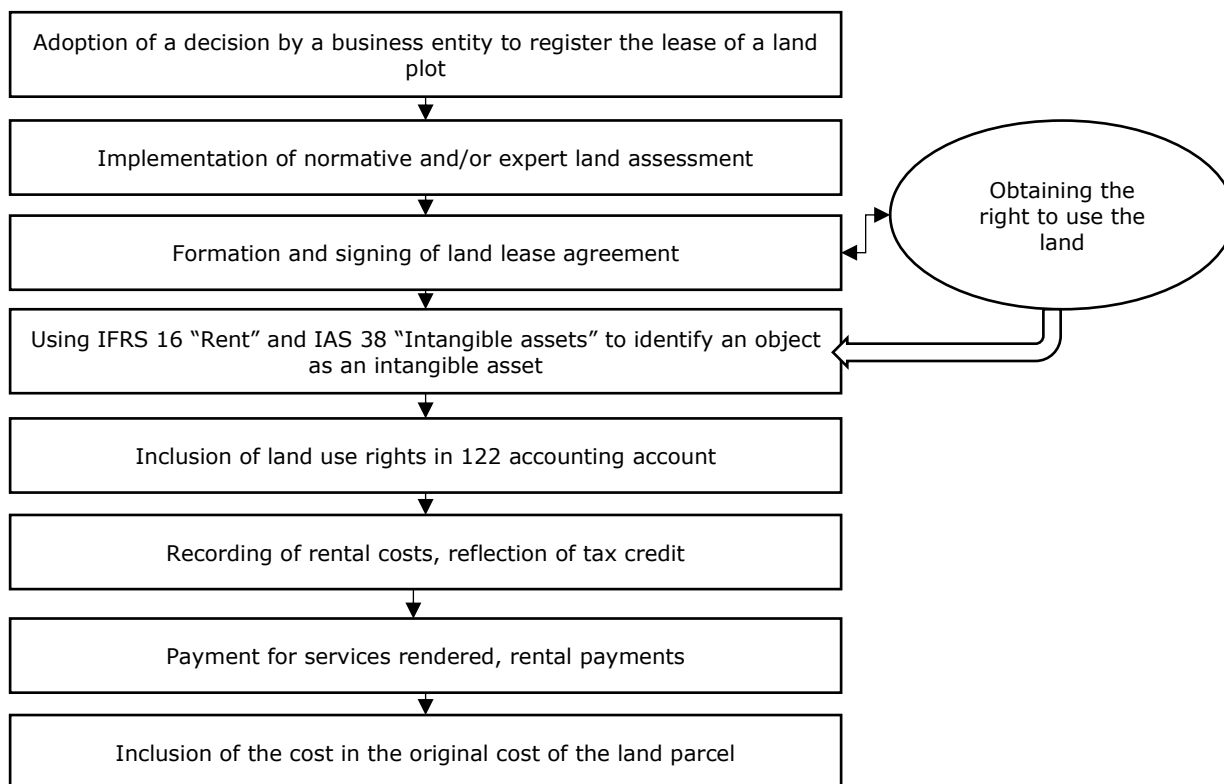 Adoption of a decision by a business entity to register the lease of a land
plot
Implementation of normative and/or expert land assessment
Obtaining the
right to use the
land
Formation and signing of land lease agreement
Using IFRS 16 “Rent” and IAS 38 “Intangible assets” to identify an object
as an intangible asset
Inclusion of land use rights in 122 accounting account
Recording of rental costs, reflection of tax credit
Payment for services rendered, rental payments
Inclusion of the cost in the original cost of the land parcel